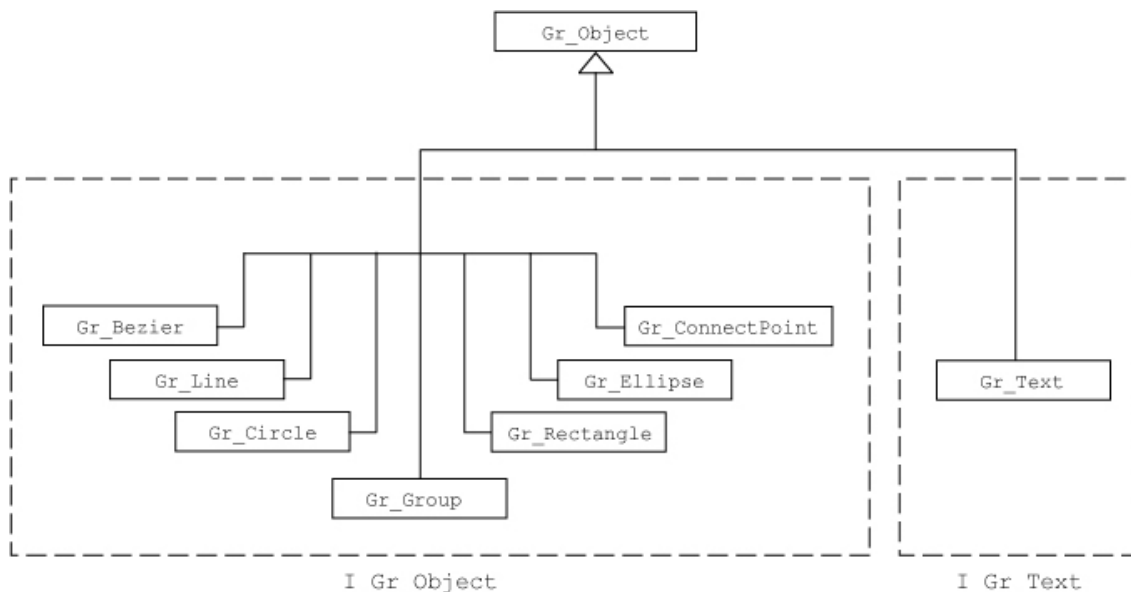 Gr_Object
Gr_Bezier
Gr_ConnectPoint
Gr_Line
Gr_Ellipse
Gr_Text
Gr_Circle
Gr_Rectangle
Gr_Group
I Gr Object
I Gr Text